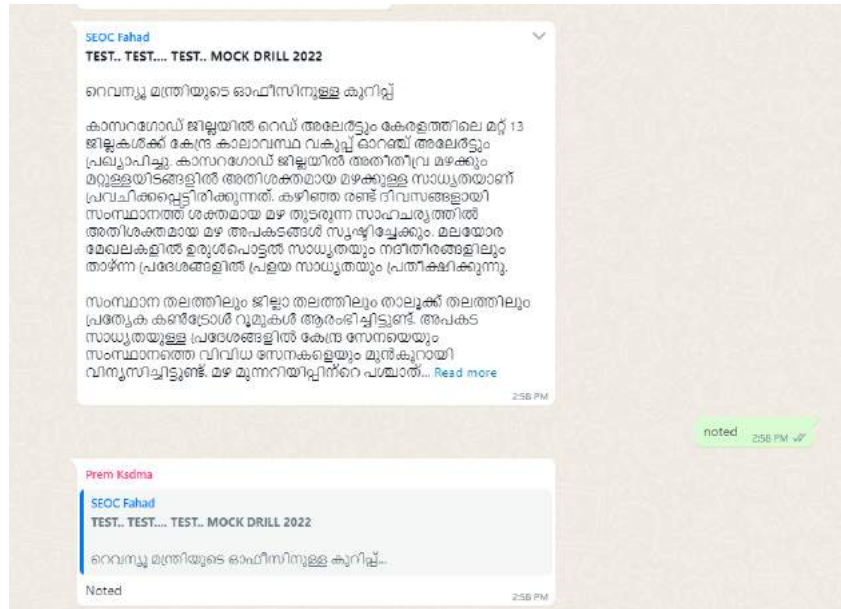 SEOC Fahad
TEST.. TEST.... TEST.. MOCK DRILL 2022
റെവന്യൂ മന്ത്രിയുടെ ഓഫീസിനുള്ള കുറിപ്പ്
കാസറഗോഡ് ജില്ലയിൽ റെഡ് അലേർട്ടും കേരളത്തിലെ മറ്റ് 13
ജില്ലകൾക്ക് കേന്ദ്ര കാലാവസ്ഥ വകുപ്പ് ഓറഞ്ച് അലേർട്ടും
പ്രഖ്യാപിച്ചു. കാസറഗോഡ് ജില്ലയിൽ അതിതീവ്ര മഴക്കും
മറ്റുള്ളയിടങ്ങളിൽ അതിശക്തമായ മഴക്കുള്ള സാധ്യതയാണ്
പ്രവചിക്കപ്പെട്ടിരിക്കുന്നത്. കഴിഞ്ഞ രണ്ട് ദിവസങ്ങളായി
സംസ്ഥാനത്ത് ശക്തമായ മഴ തുടരുന്ന സാഹചര്യത്തിൽ
അതിശക്തമായ മഴ അപകടങ്ങൾ സൃഷ്ടിച്ചേക്കും. മലയോര
മേഖലകളിൽ ഉരുൾപൊട്ടൽ സാധ്യതയും നദീതീരങ്ങളിലും
താഴ്ന്ന പ്രദേശങ്ങളിൽ പ്രളയ സാധ്യതയും പ്രതീക്ഷിക്കുന്നു.
സംസ്ഥാന തലത്തിലും ജില്ലാ തലത്തിലും താലൂക്ക് തലത്തിലും
പ്രത്യേക കൺട്രോൾ റൂമുകൾ ആരംഭിച്ചിട്ടുണ്ട്. അപകട
സാധ്യതയുള്ള പ്രദേശങ്ങളിൽ കേന്ദ്ര സേനയെയും
സംസ്ഥാനത്തെ വിവിധ സേനകളെയും മുൻകൂറായി
വിന്യസിച്ചിട്ടുണ്ട്. മഴ മുന്നറിയിപ്പിന്റെ പശ്ചാത്... Read more
2:58 PM
noted 2:58 PM
Prem Ksdma
SEOC Fahad
TEST.. TEST.... TEST.. MOCK DRILL 2022
റെവന്യൂ മന്ത്രിയുടെ ഓഫീസിനുള്ള കുറിപ്പ്...
Noted
2:58 PM